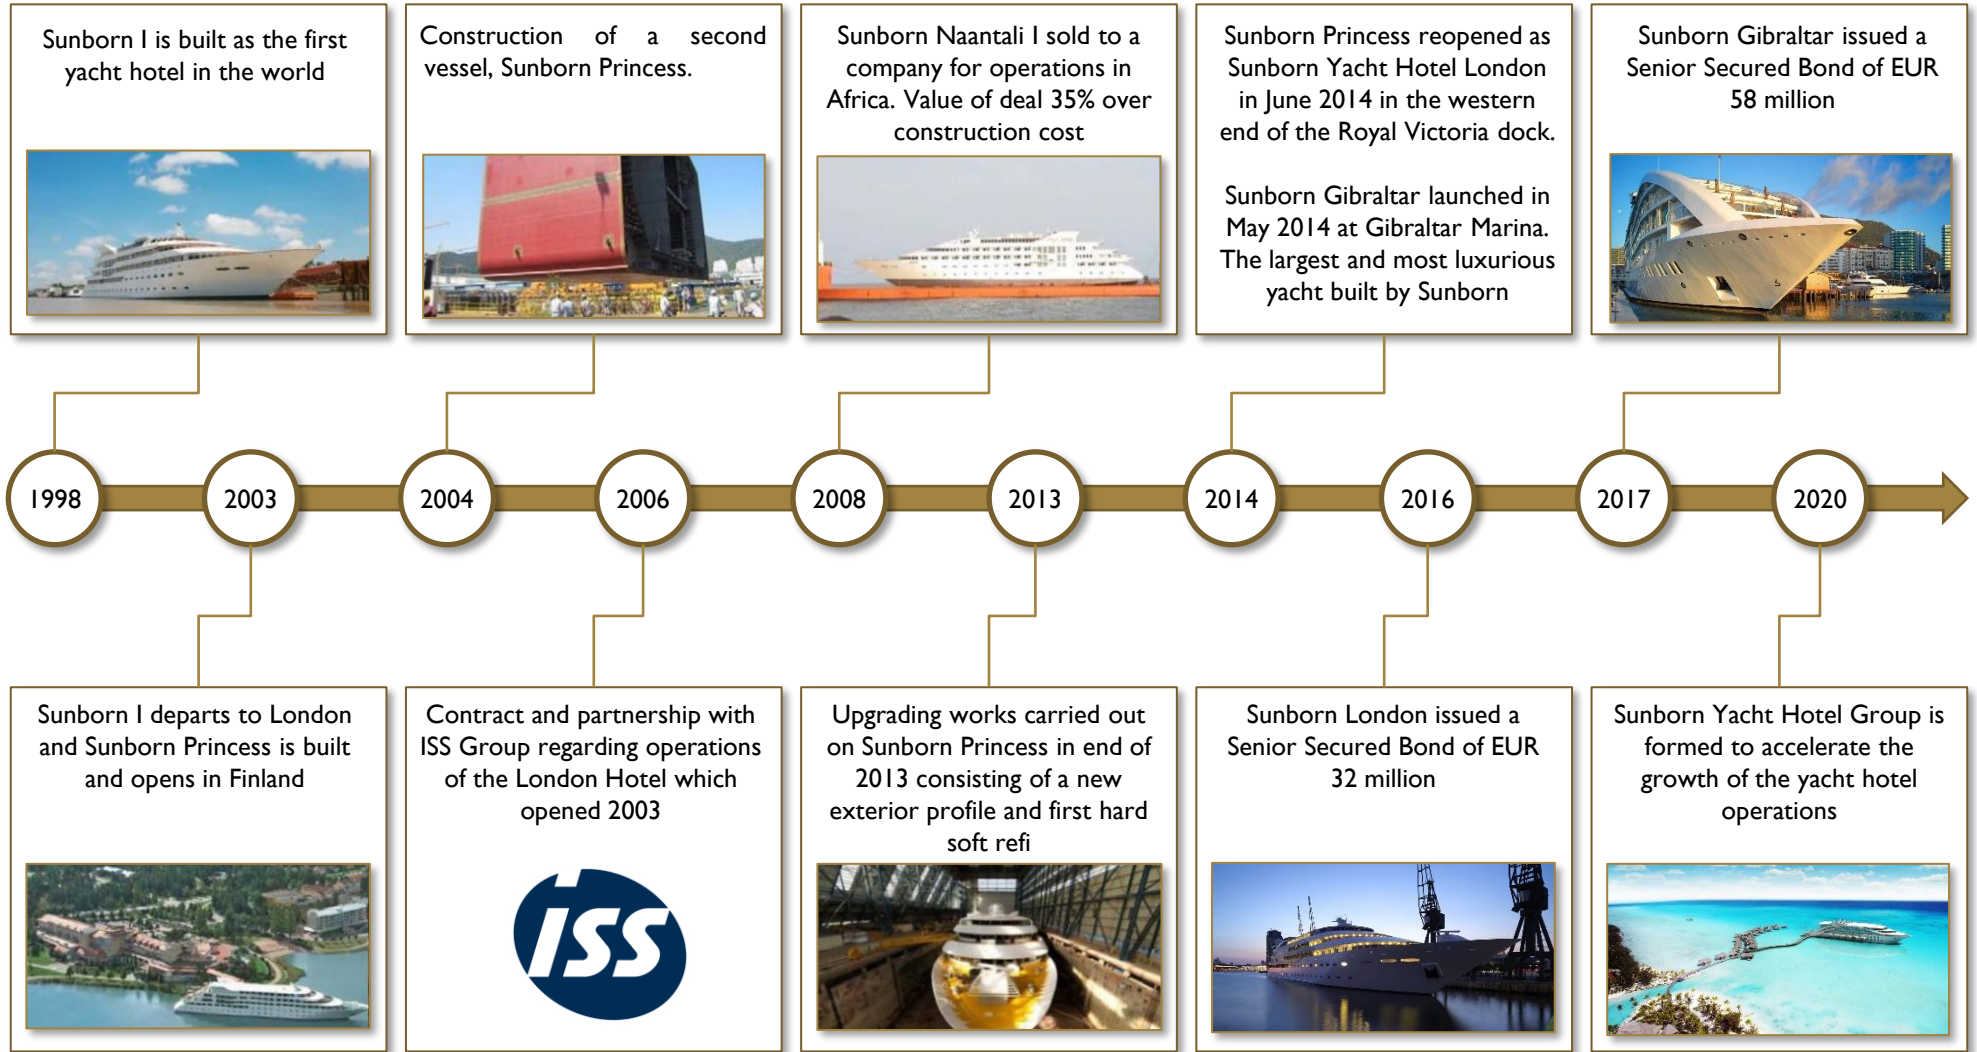 Sunborn I is built as the first
yacht hotel in the world
Construction of a second
vessel, Sunborn Princess.
Sunborn Naantali I sold to a
company for operations in
Africa. Value of deal 35% over
construction cost
Sunborn Princess reopened as
Sunborn Yacht Hotel London
in June 2014 in the western
end of the Royal Victoria dock.
Sunborn Gibraltar launched in
May 2014 at Gibraltar Marina.
The largest and most luxurious
yacht built by Sunborn
Sunborn Gibraltar issued a
Senior Secured Bond of EUR
58 million
1998
2003
2004
2006
2008
2013
2014
2016
2017
2020
Sunborn I departs to London
and Sunborn Princess is built
and opens in Finland
Contract and partnership with
ISS Group regarding operations
of the London Hotel which
opened 2003
ISS
Upgrading works carried out
on Sunborn Princess in end of
2013 consisting of a new
exterior profile and first hard
soft refi
Sunborn London issued a
Senior Secured Bond of EUR
32 million
Sunborn Yacht Hotel Group is
formed to accelerate the
growth of the yacht hotel
operations